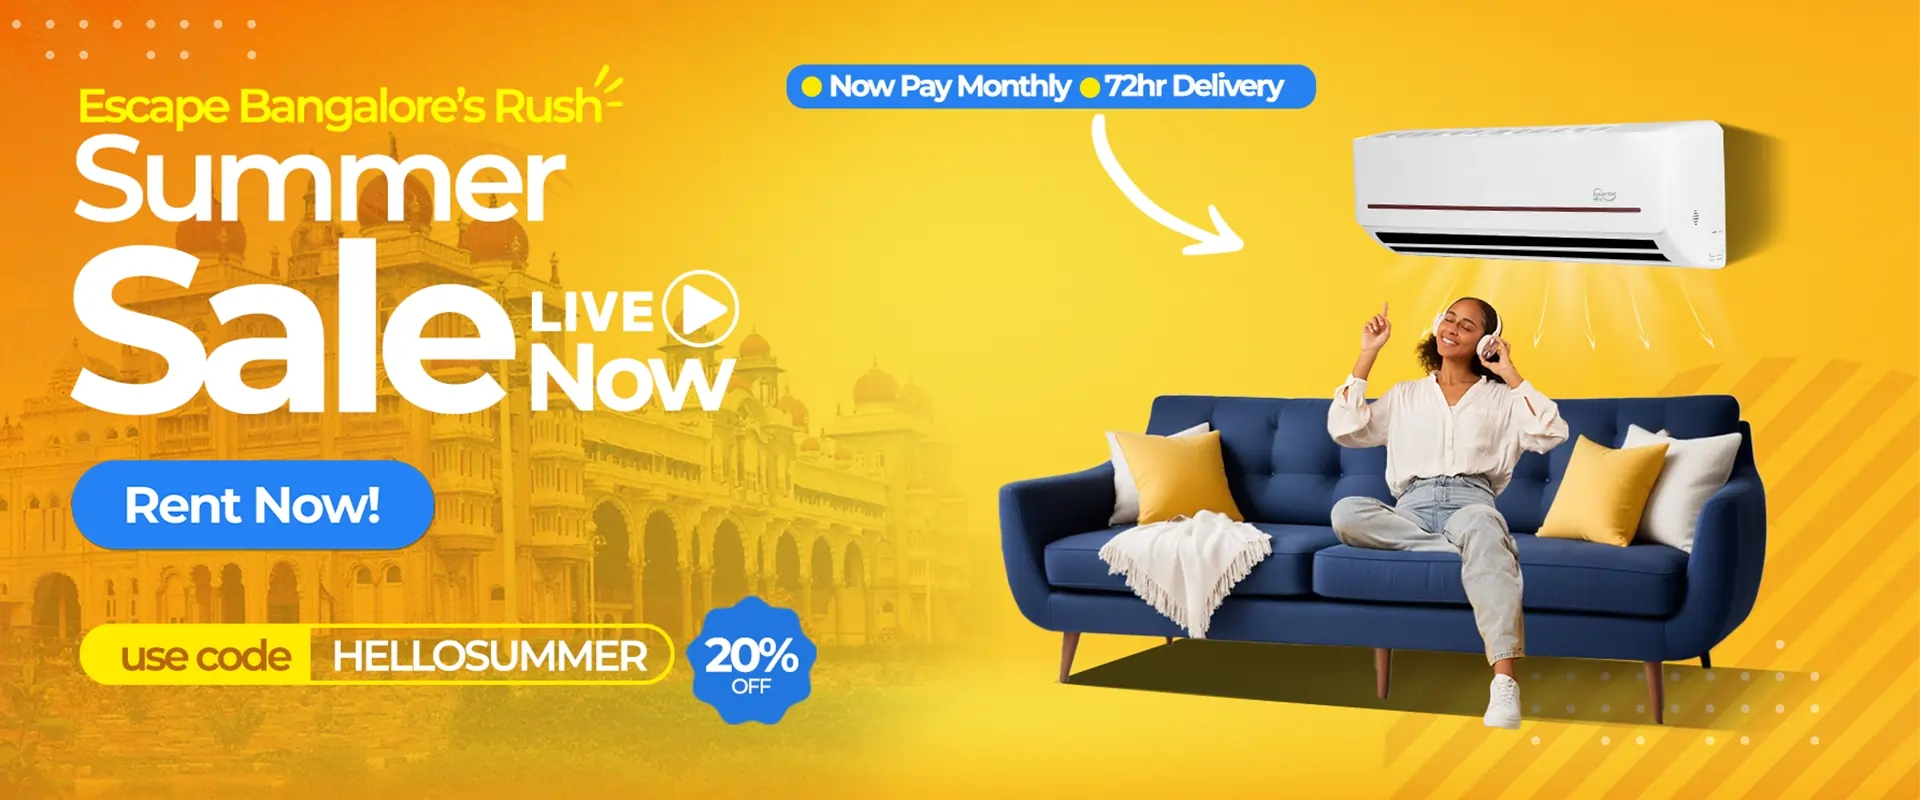 Escape Bangalore's Rush
Summer
Sale
LIVE
Now
Now Pay Monthly 72hr Delivery
Rent Now!
use code HELLOSUMMER
20%
OFF